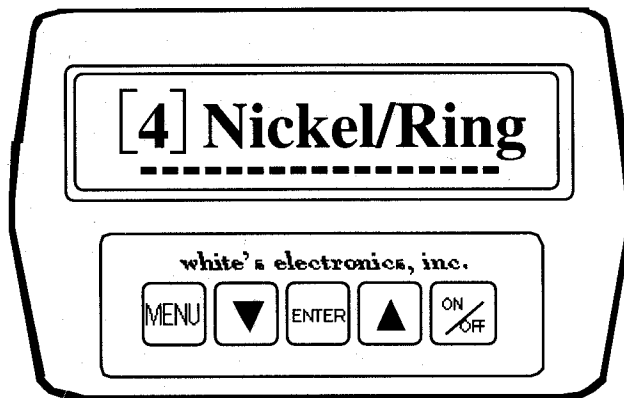 [4] Nickel/Ring
white's electronics, inc.
MENU ▼ ENTER ▲ ON/OFF